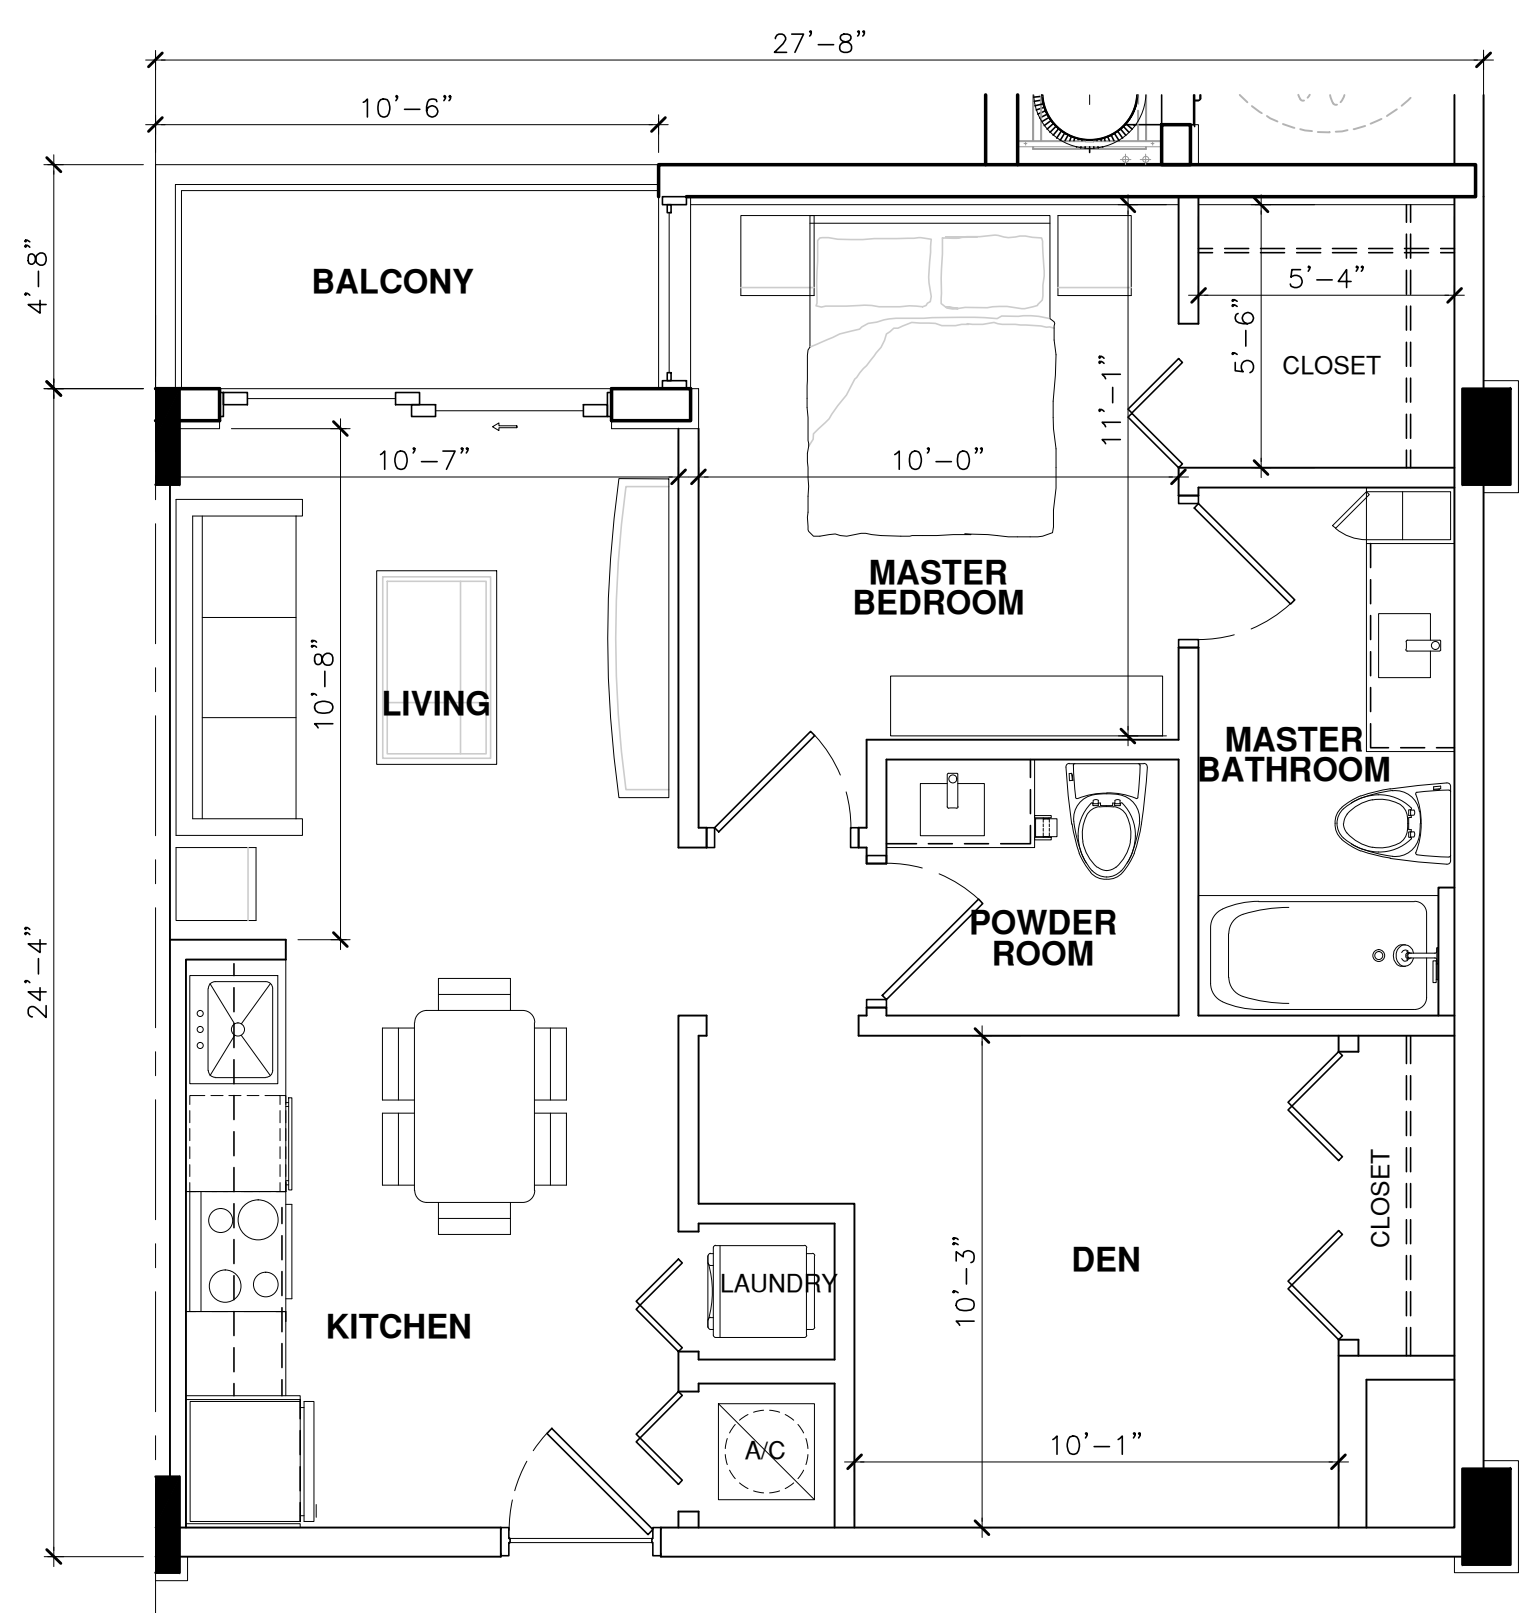 27'-8"
10'-6"
4'-8"
BALCONY
5'-4"
5'-6"
CLOSET
11'-1"
10'-7"
10'-0"
MASTER
BEDROOM
10'-8"
LIVING
MASTER
BATHROOM
POWDER
ROOM
24'-4"
CLOSET
10'-3"
DEN
LAUNDRY
KITCHEN
10'-1"
A/C